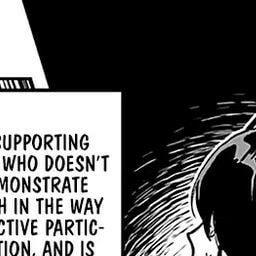 SUPPORTING
WHO DOESN'T
MONSTRATE
H IN THE WAY
CTIVE PARTIC-
TION, AND IS